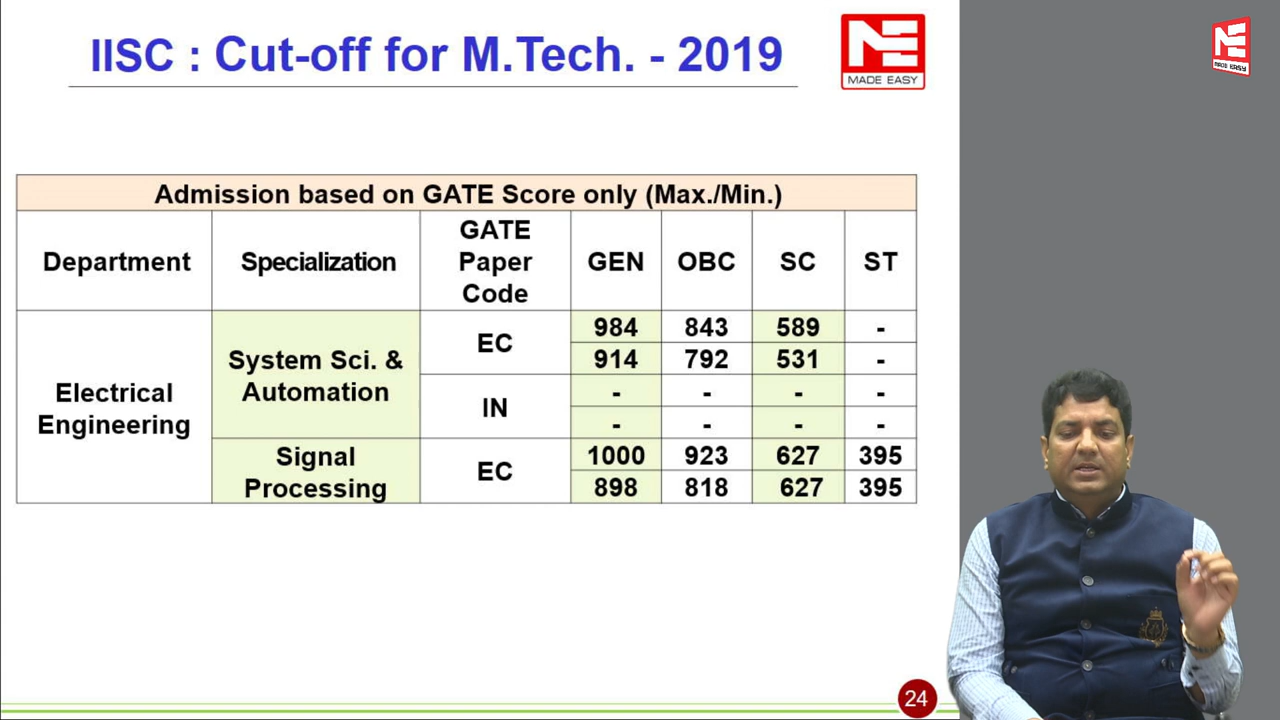 IISC : Cut-off for M.Tech. - 2019
MADE EASY
MADE EASY
Admission based on GATE Score only (Max./Min.)
Department Specialization GATE Paper Code GEN OBC SC ST
Electrical Engineering
System Sci. & Automation
EC
984 843 589 -
914 792 531 -
IN
- - - -
- - - -
Signal Processing
EC
1000 923 627 395
898 818 627 395
24